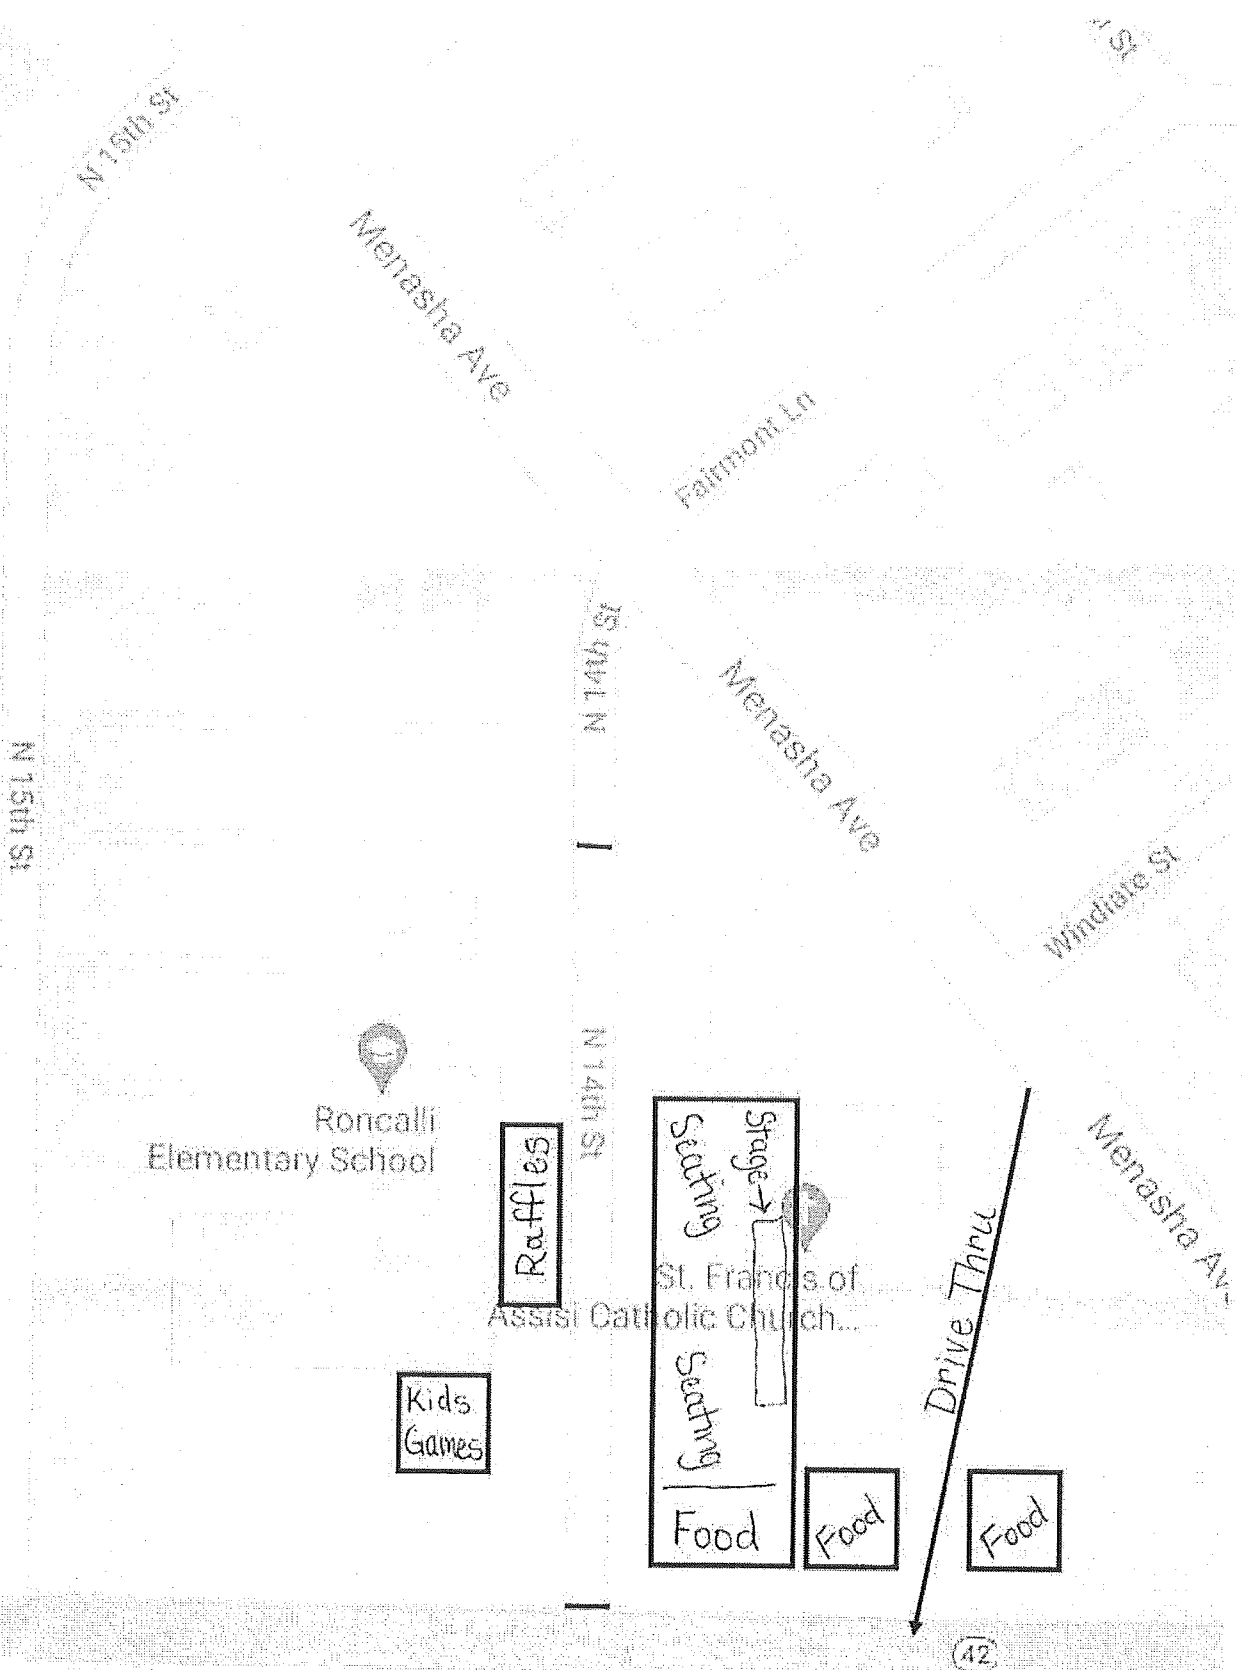 N 15th St
Menasha Ave
Fairmont Ln
N 14th St
Menasha Ave
N 15th St
Windiate St
N 14th St
Roncalli
Elementary School
Raffles
Seating
Stage→
Menasha Av
St. Francis of
Assisi Catholic Church...
Drive Thru
Seating
Kids
Games
Food
Food
Food
42